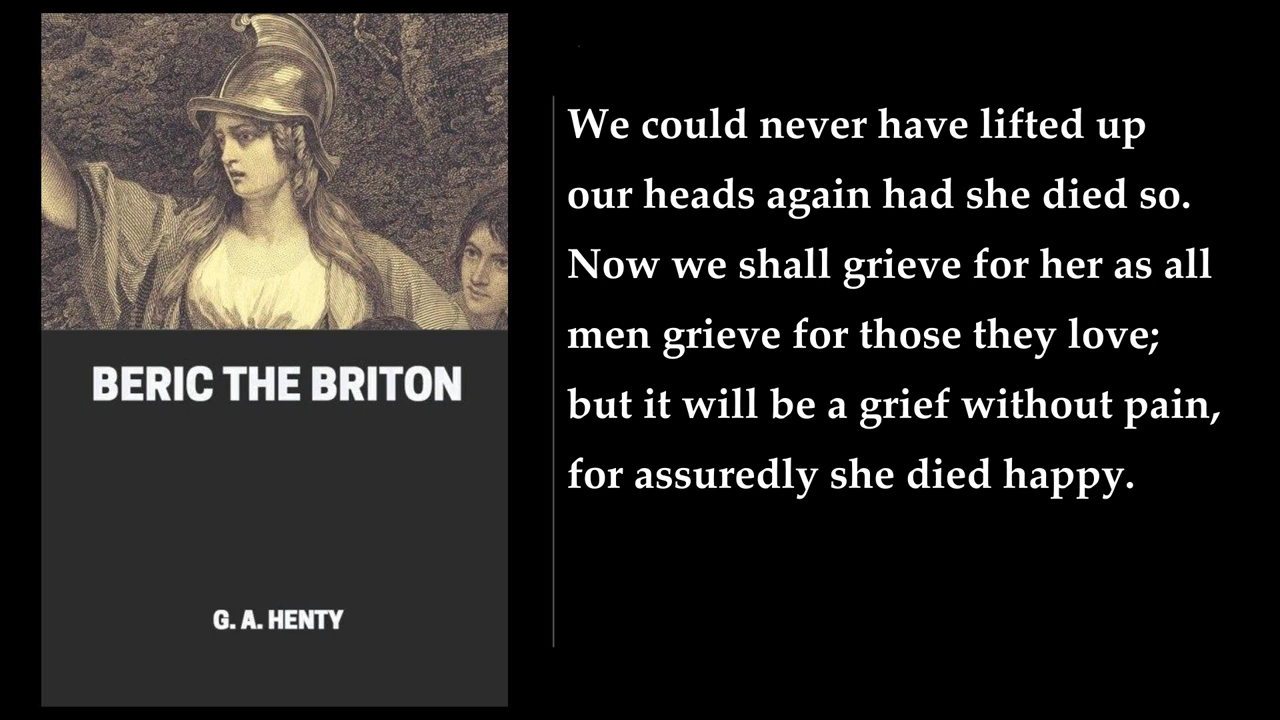 BERIC THE BRITON
G. A. HENTY
We could never have lifted up
our heads again had she died so.
Now we shall grieve for her as all
men grieve for those they love;
but it will be a grief without pain,
for assuredly she died happy.